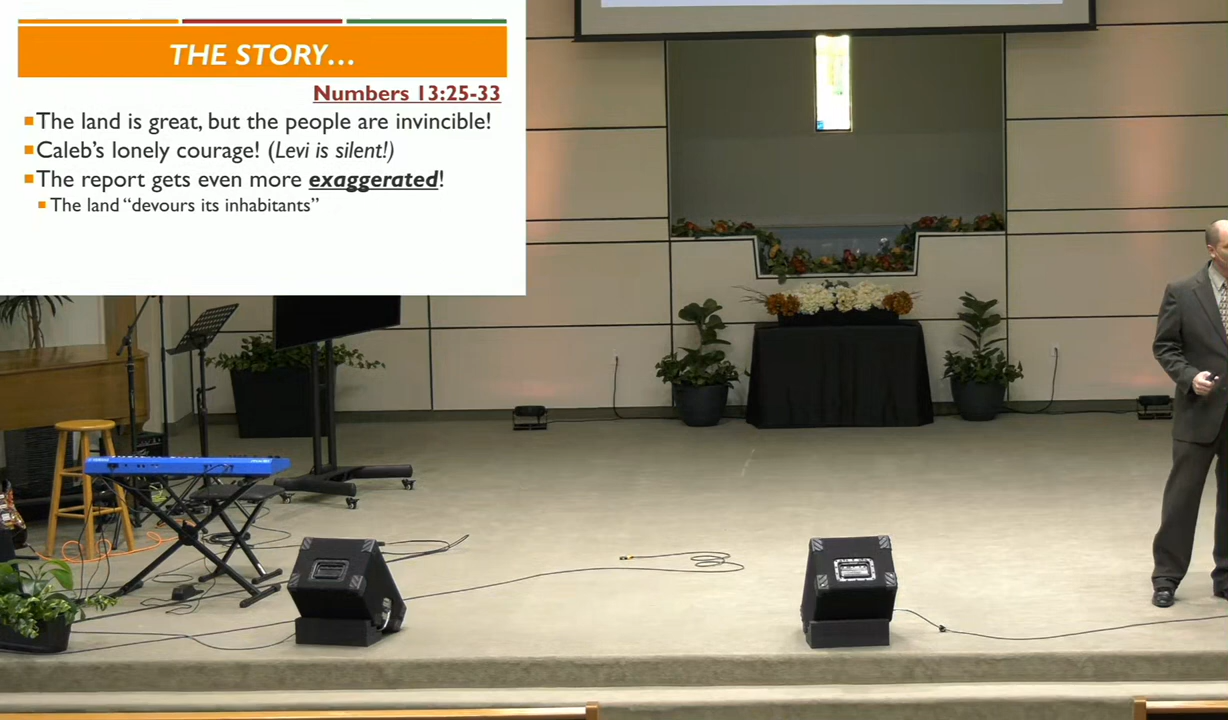 THE STORY...
Numbers 13:25-33
The land is great, but the people are invincible!
Caleb's lonely courage! (Levi is silent!)
The report gets even more exaggerated!
The land “devours its inhabitants”